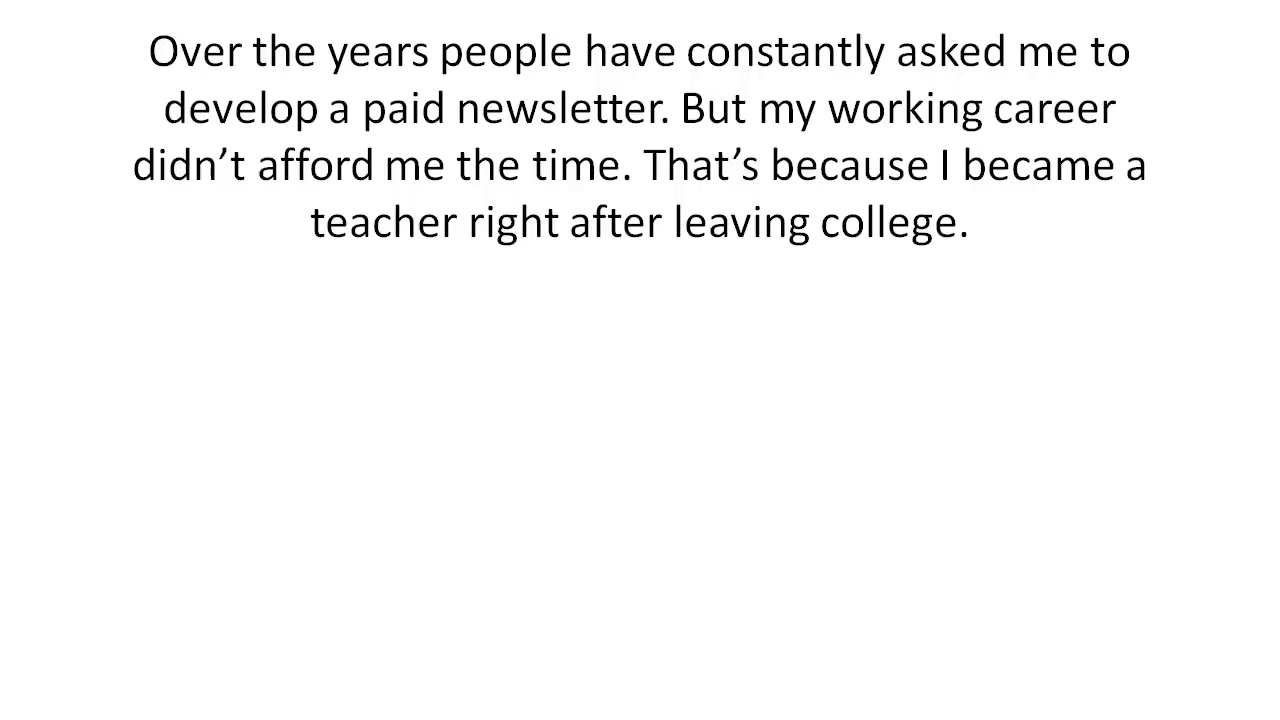 Over the years people have constantly asked me to
develop a paid newsletter. But my working career
didn’t afford me the time. That’s because I became a
teacher right after leaving college.